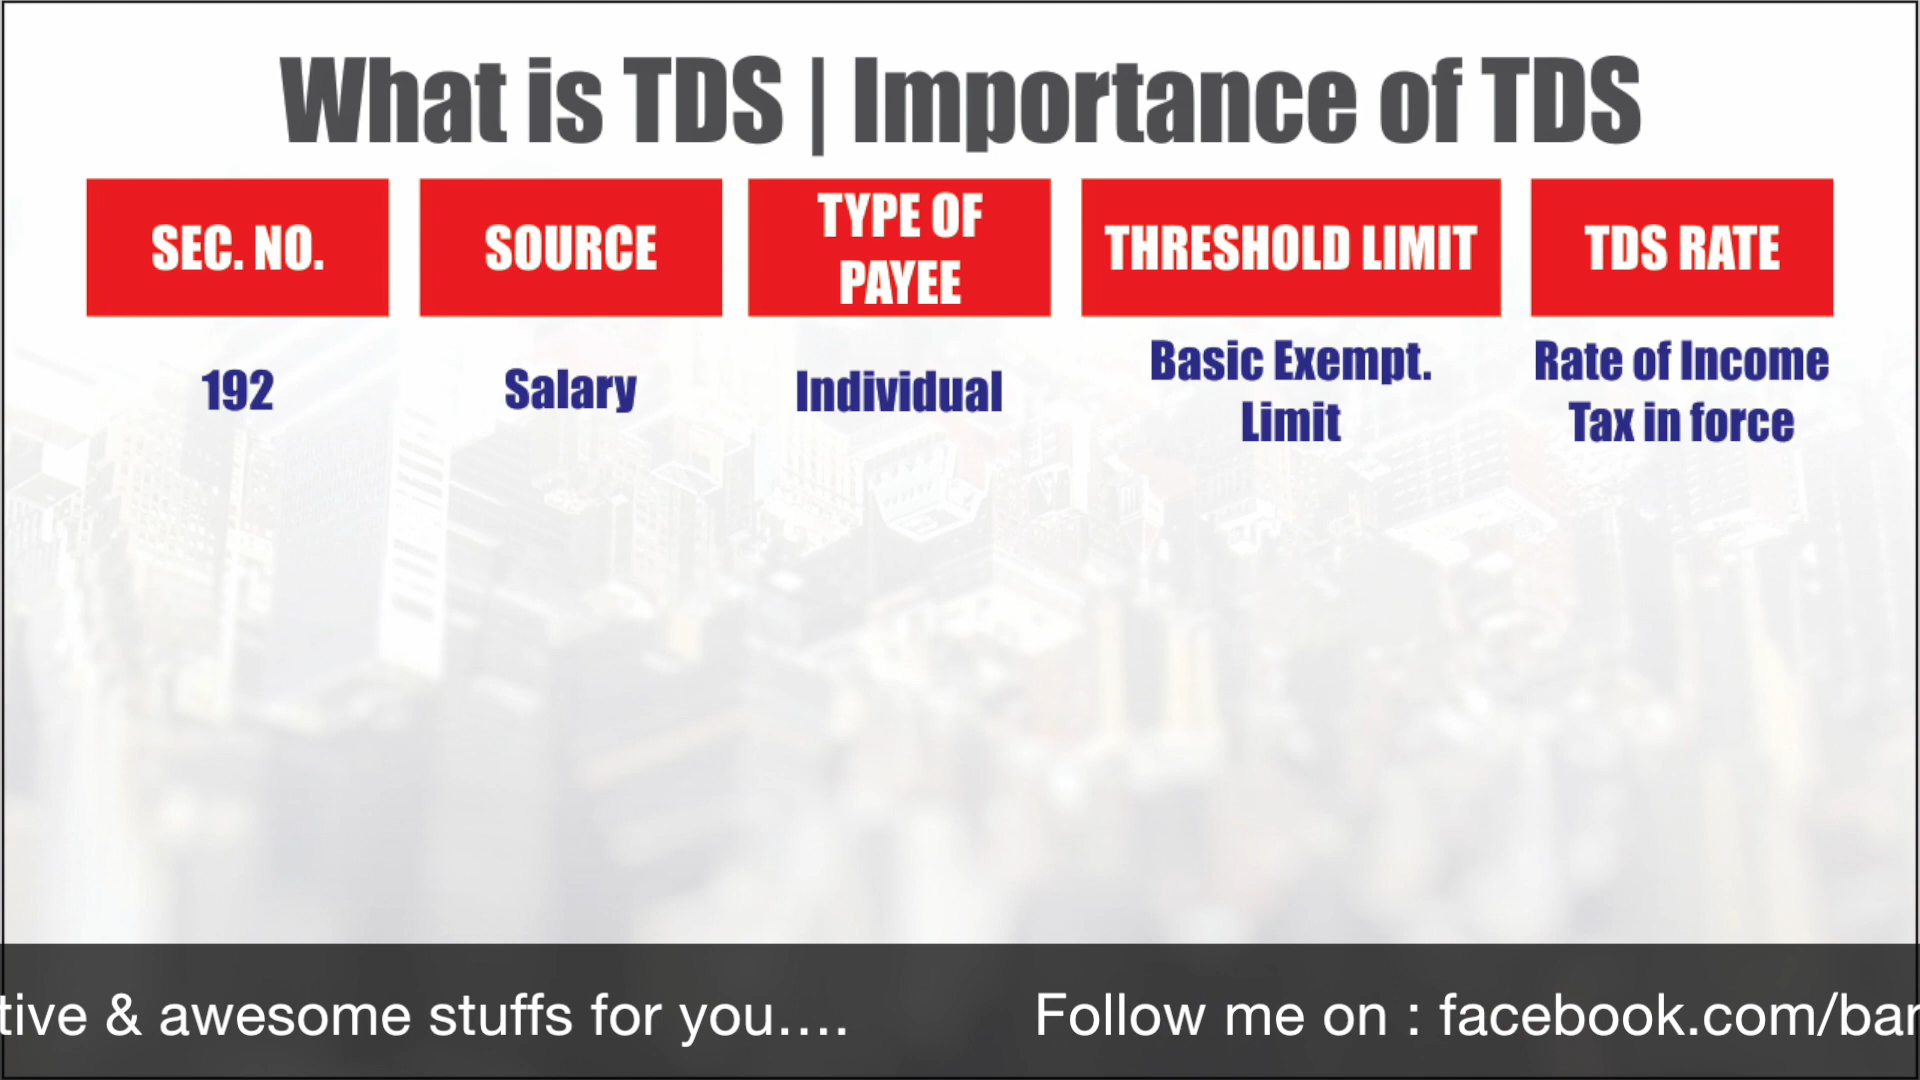 What is TDS | Importance of TDS
SEC. NO.
SOURCE
TYPE OF
PAYEE
THRESHOLD LIMIT
TDS RATE
192
Salary
Individual
Basic Exempt.
Limit
Rate of Income
Tax in force
tive & awesome stuffs for you.... Follow me on : facebook.com/bar